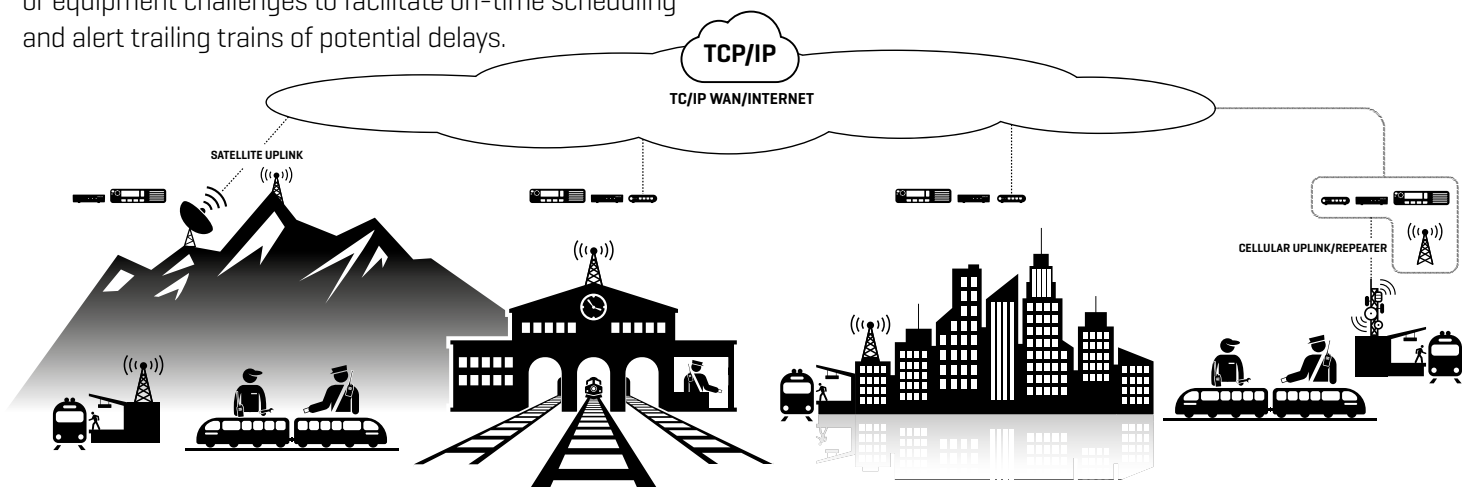 or equipment challenges to facilitate on-time scheduling
and alert trailing trains of potential delays.
TCP/IP
TC/IP WAN/INTERNET
SATELLITE UPLINK
CELLULAR UPLINK/REPEATER